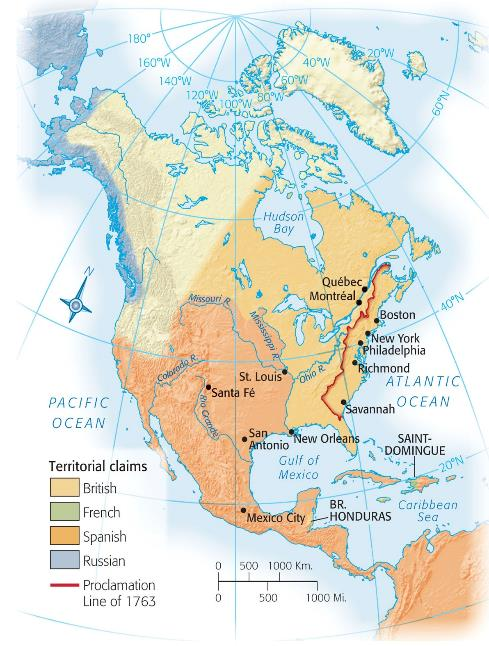 180°
160°W
140°W
120°W
100°W
80°W
60°W
40°W
20°W
60°N
Hudson
Bay
N
Missouri R.
Mississippi R.
Québec
Montréal
40°N
Boston
New York
Philadelphia
Colorado R.
St. Louis
Ohio R.
Richmond
Santa Fé
Rio Grande
ATLANTIC
OCEAN
PACIFIC
OCEAN
Savannah
San
Antonio
New Orleans
Gulf of
Mexico
SAINT-
DOMINGUE
20°N
Caribbean
Sea
BR.
HONDURAS
Mexico City
Territorial claims
British
French
Spanish
Russian
Proclamation
Line of 1763
0 500 1000 Km.
0 500 1000 Mi.